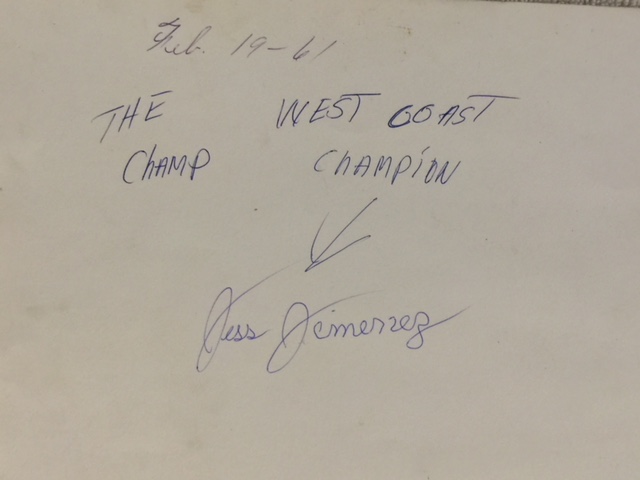 Feb. 19-61
THE WEST COAST
CHAMP CHAMPiON
Jess Jimenez